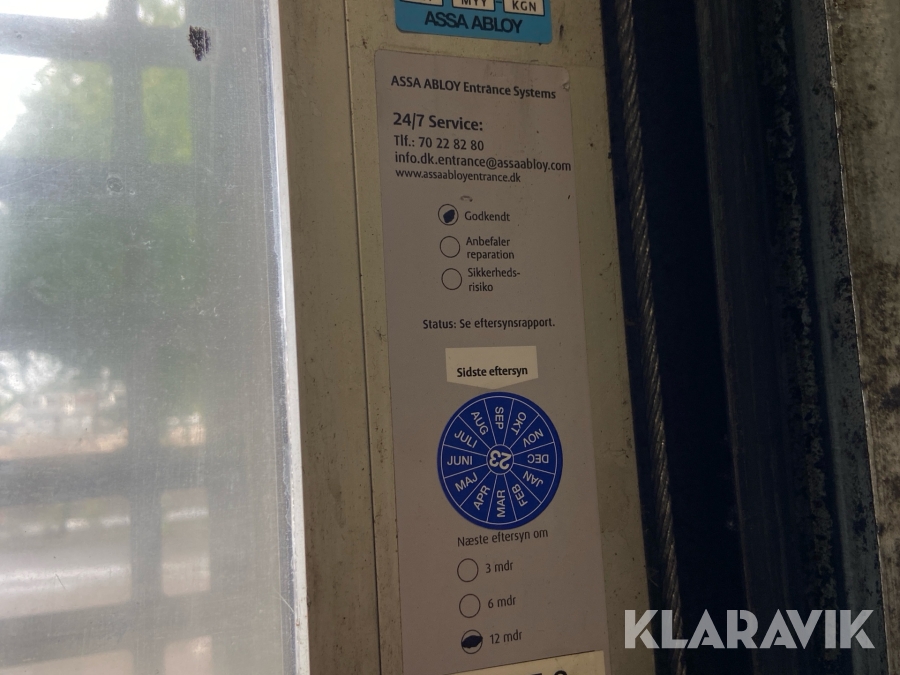 MYY KGN
ASSA ABLOY
ASSA ABLOY Entrance Systems
24/7 Service:
Tlf.: 70 22 82 80
info.dk.entrance@assaabloy.com
www.assaabloyentrance.dk
Godkendt
Anbefaler
reparation
Sikkerheds-
risiko
Status: Se eftersynsrapport.
Sidste eftersyn
SEP
OKT
NOV
DEC
JAN
FEB
MAR
APR
MAJ
JUNI
JULI
AUG
23
Næste eftersyn om
3 mdr
6 mdr
12 mdr
KLARAVIK